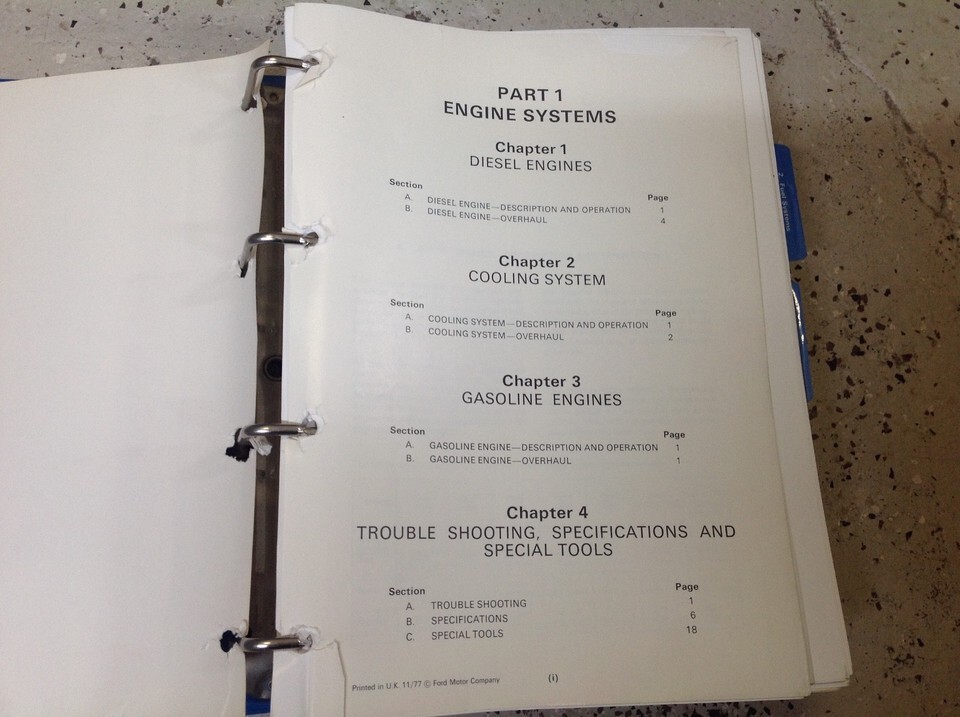 PART 1
ENGINE SYSTEMS
Chapter 1
DIESEL ENGINES
Section Page
A. DIESEL ENGINE—DESCRIPTION AND OPERATION 1
B. DIESEL ENGINE—OVERHAUL 4
Chapter 2
COOLING SYSTEM
Section Page
A. COOLING SYSTEM—DESCRIPTION AND OPERATION 1
B. COOLING SYSTEM—OVERHAUL 2
Chapter 3
GASOLINE ENGINES
Section Page
A. GASOLINE ENGINE—DESCRIPTION AND OPERATION 1
B. GASOLINE ENGINE—OVERHAUL 1
Chapter 4
TROUBLE SHOOTING, SPECIFICATIONS AND
SPECIAL TOOLS
Section Page
A. TROUBLE SHOOTING 1
B. SPECIFICATIONS 6
C. SPECIAL TOOLS 18
Printed in U.K. 11/77 © Ford Motor Company (i)
2 Fuel Systems